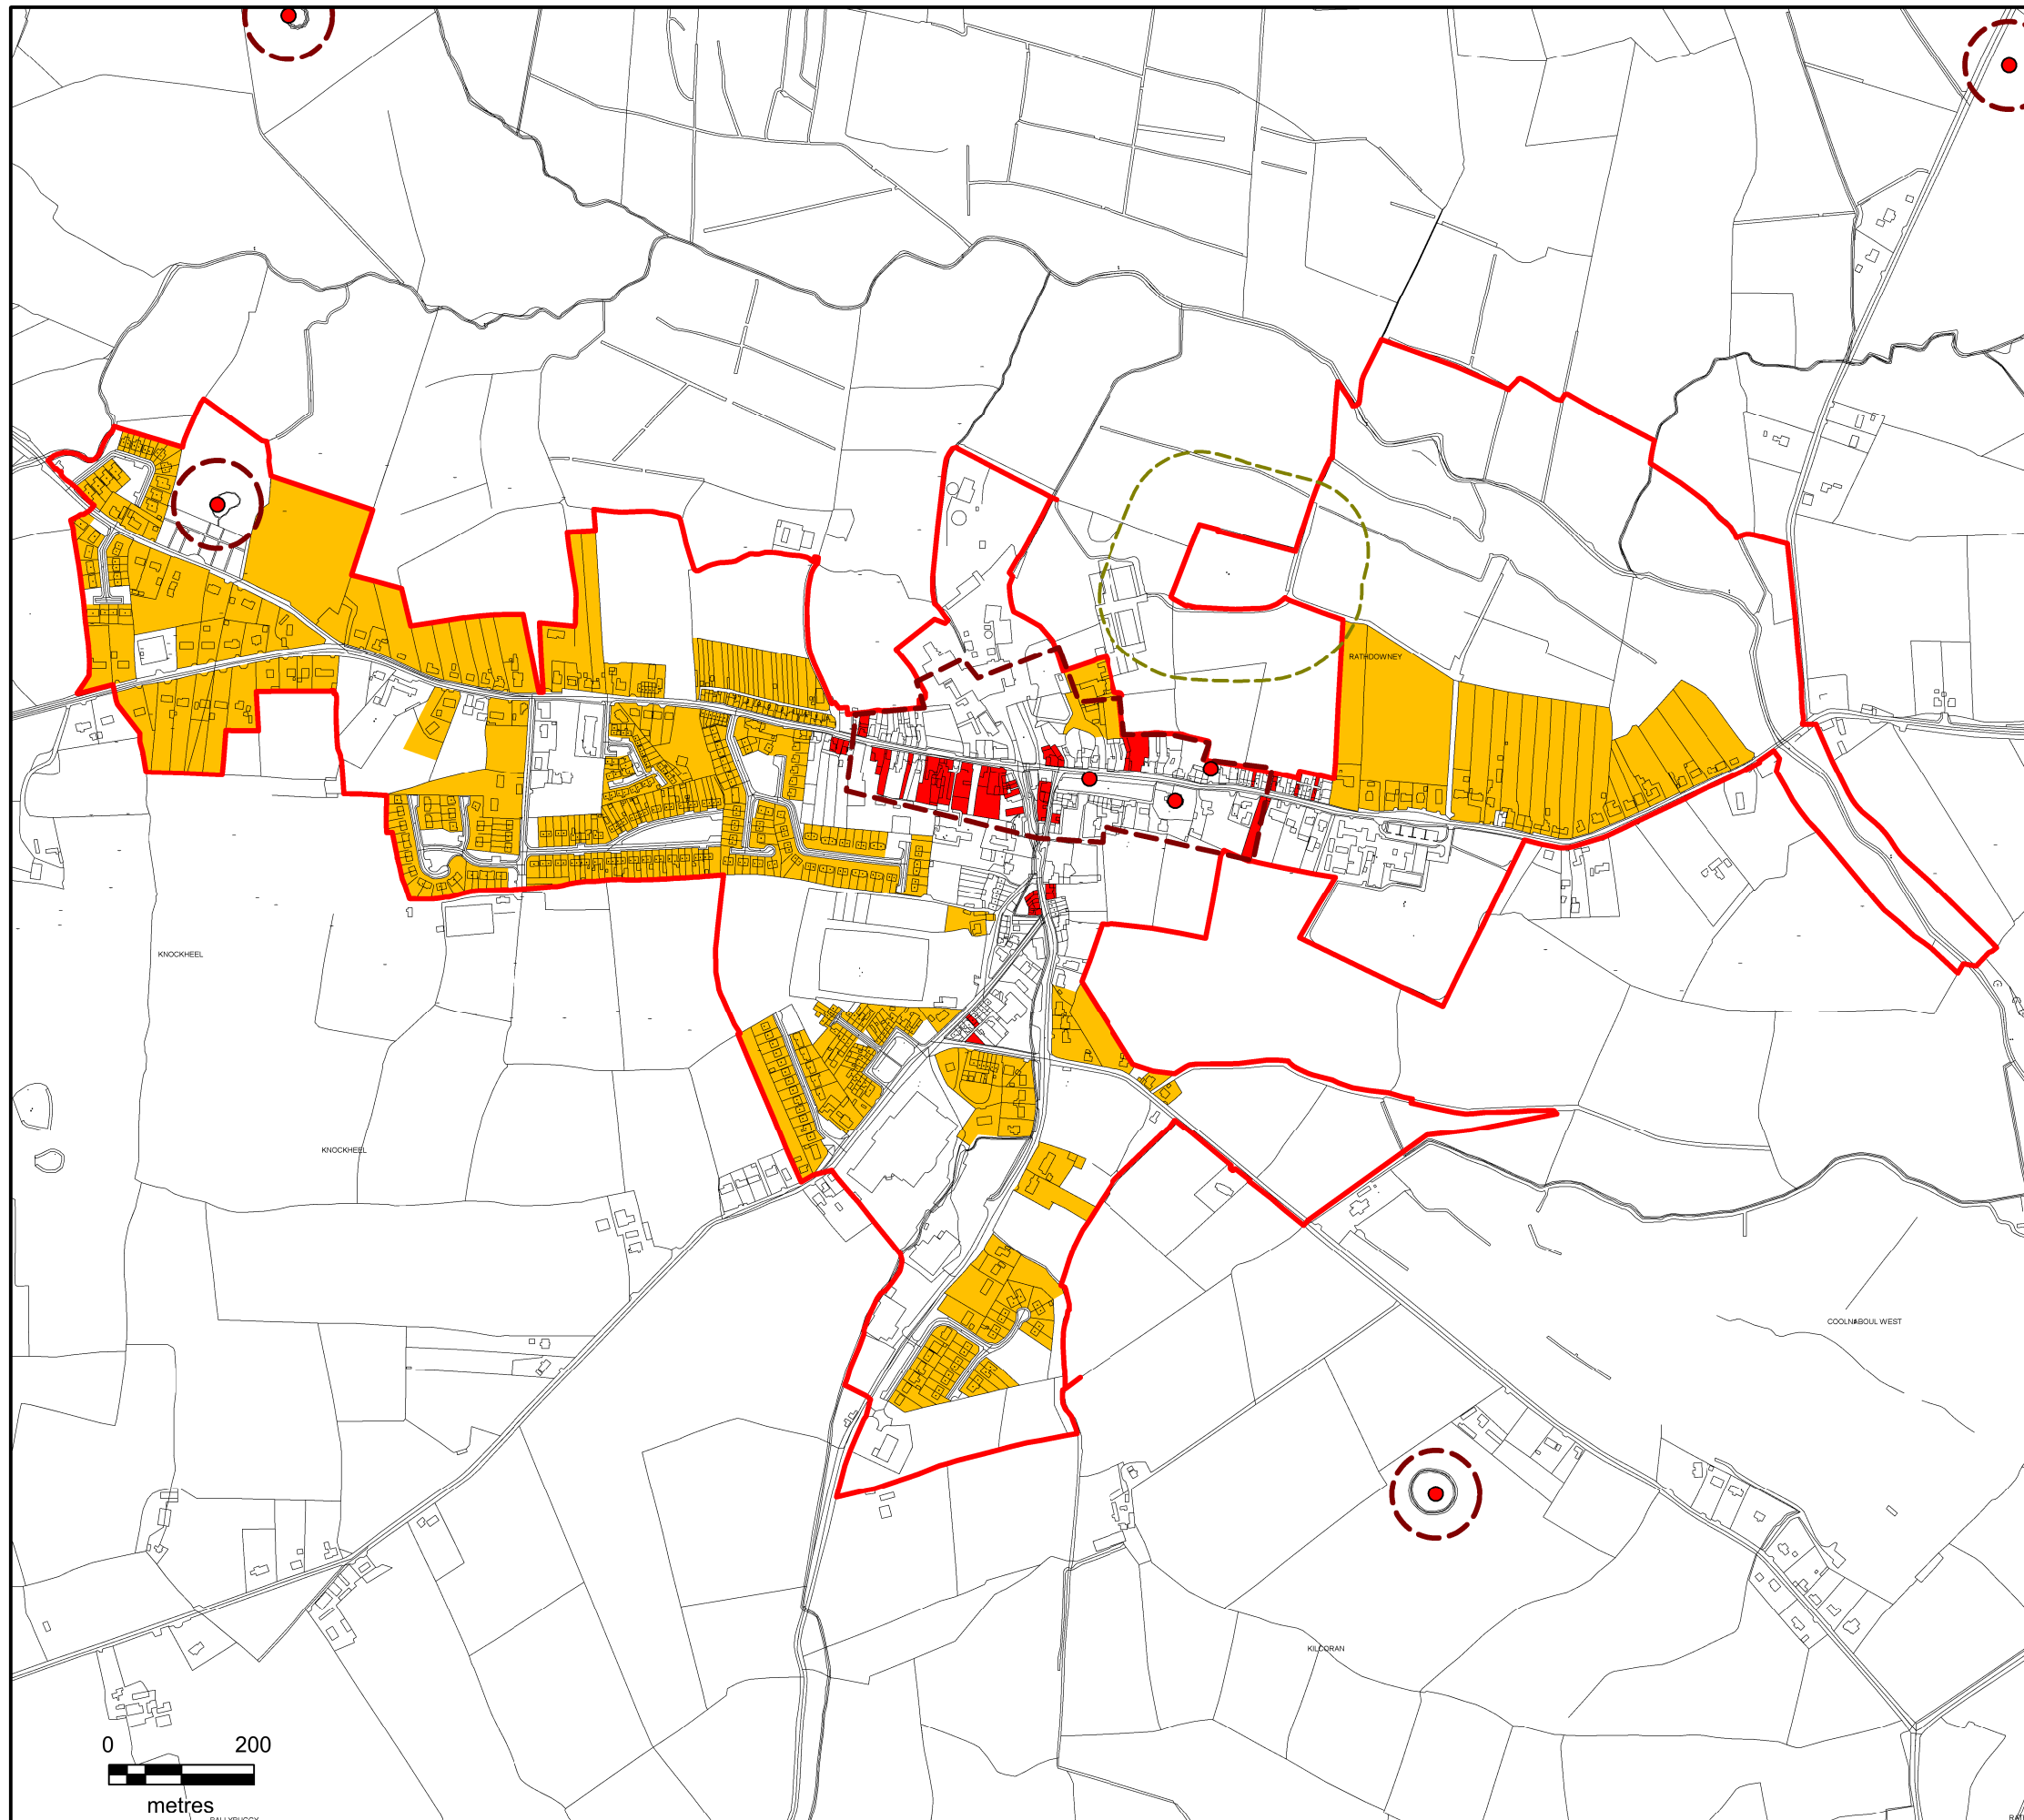 RATHDOWNEY
KNOCKHEEL
KNOCKHEEL
COOLNABOUL WEST
KILCORAN
0 200
metres